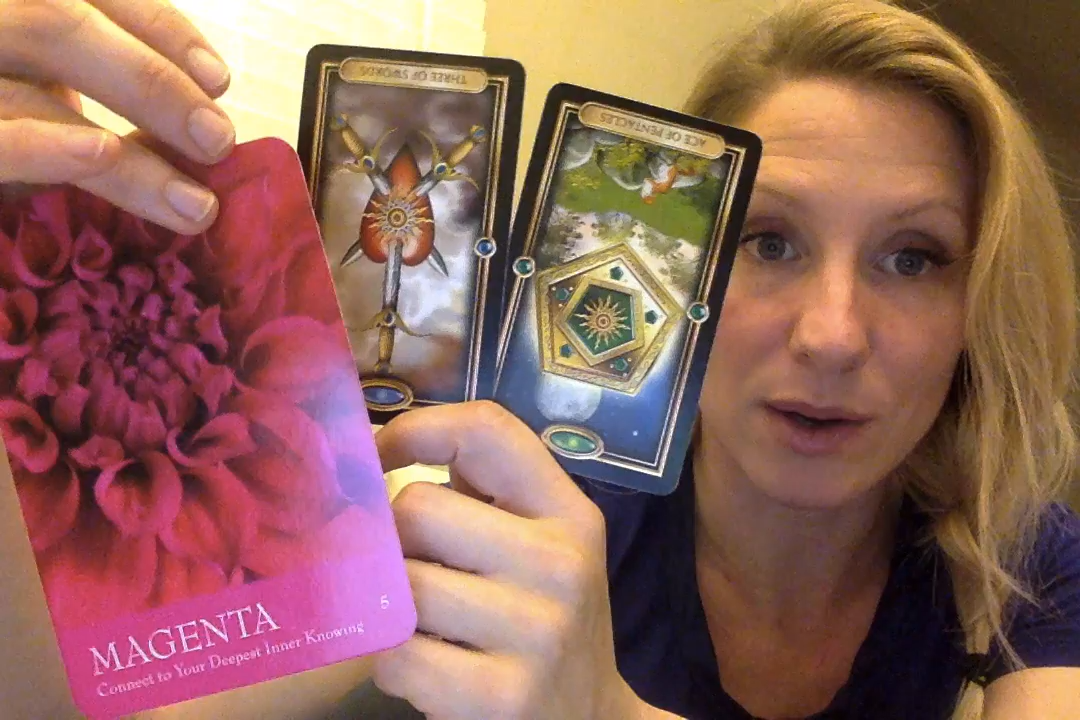 THREE OF SWORDS
ACE OF PENTACLES
MAGENTA
5
Connect to Your Deepest Inner Knowing